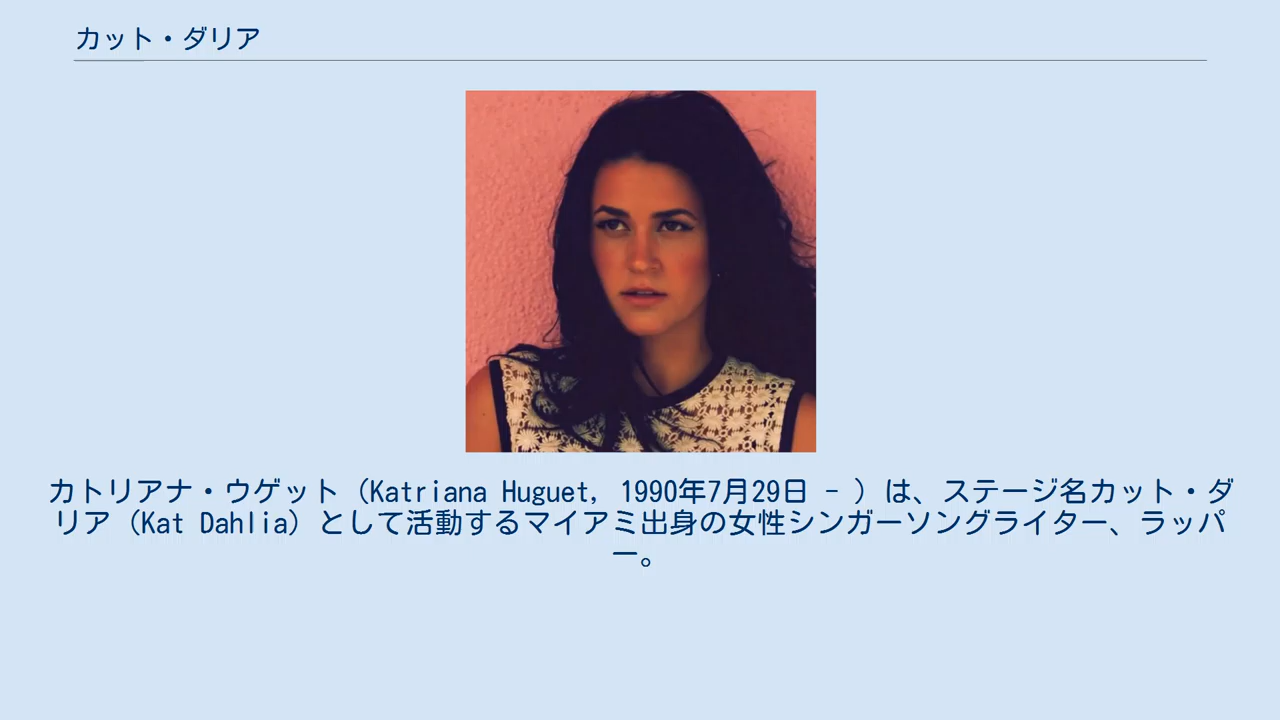 カット・ダリア
カトリアナ・ウゲット（Katriana Huguet, 1990年7月29日 - ）は、ステージ名カット・ダ
リア（Kat Dahlia）として活動するマイアミ出身の女性シンガーソングライター、ラッパ
ー。